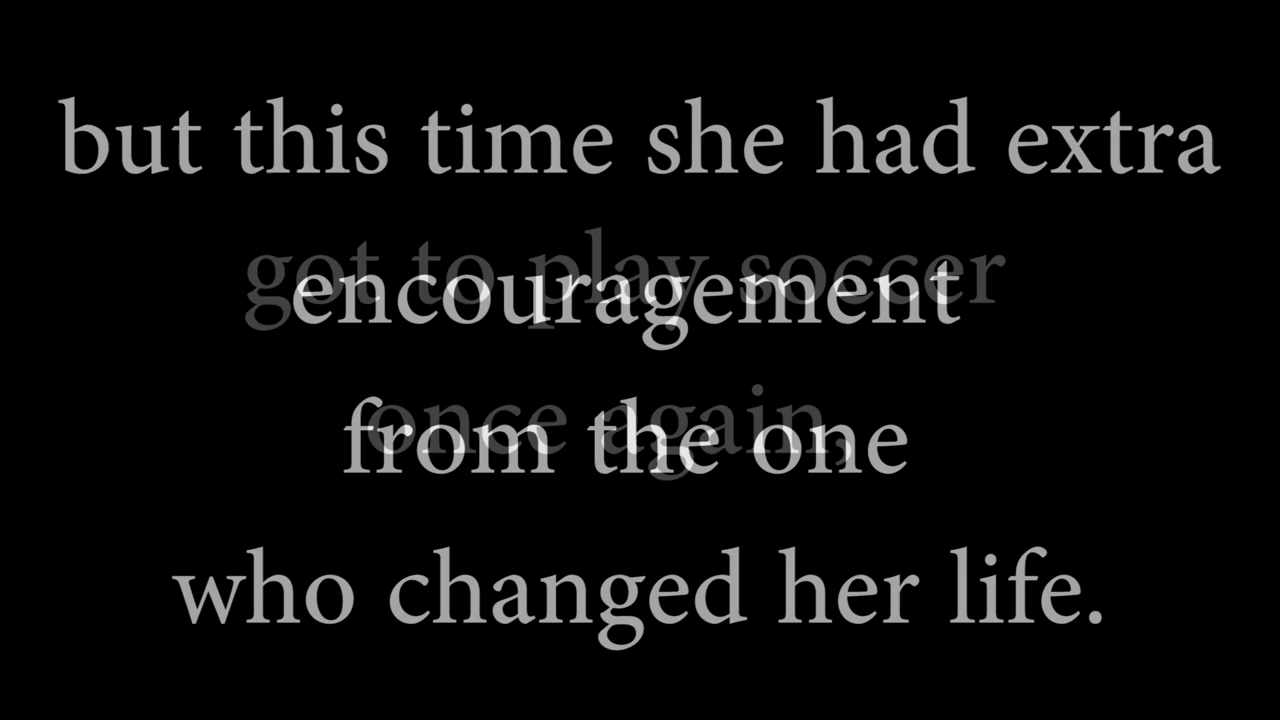 but this time she had extra
got to play soccer
encouragement
once again,
from the one
who changed her life.